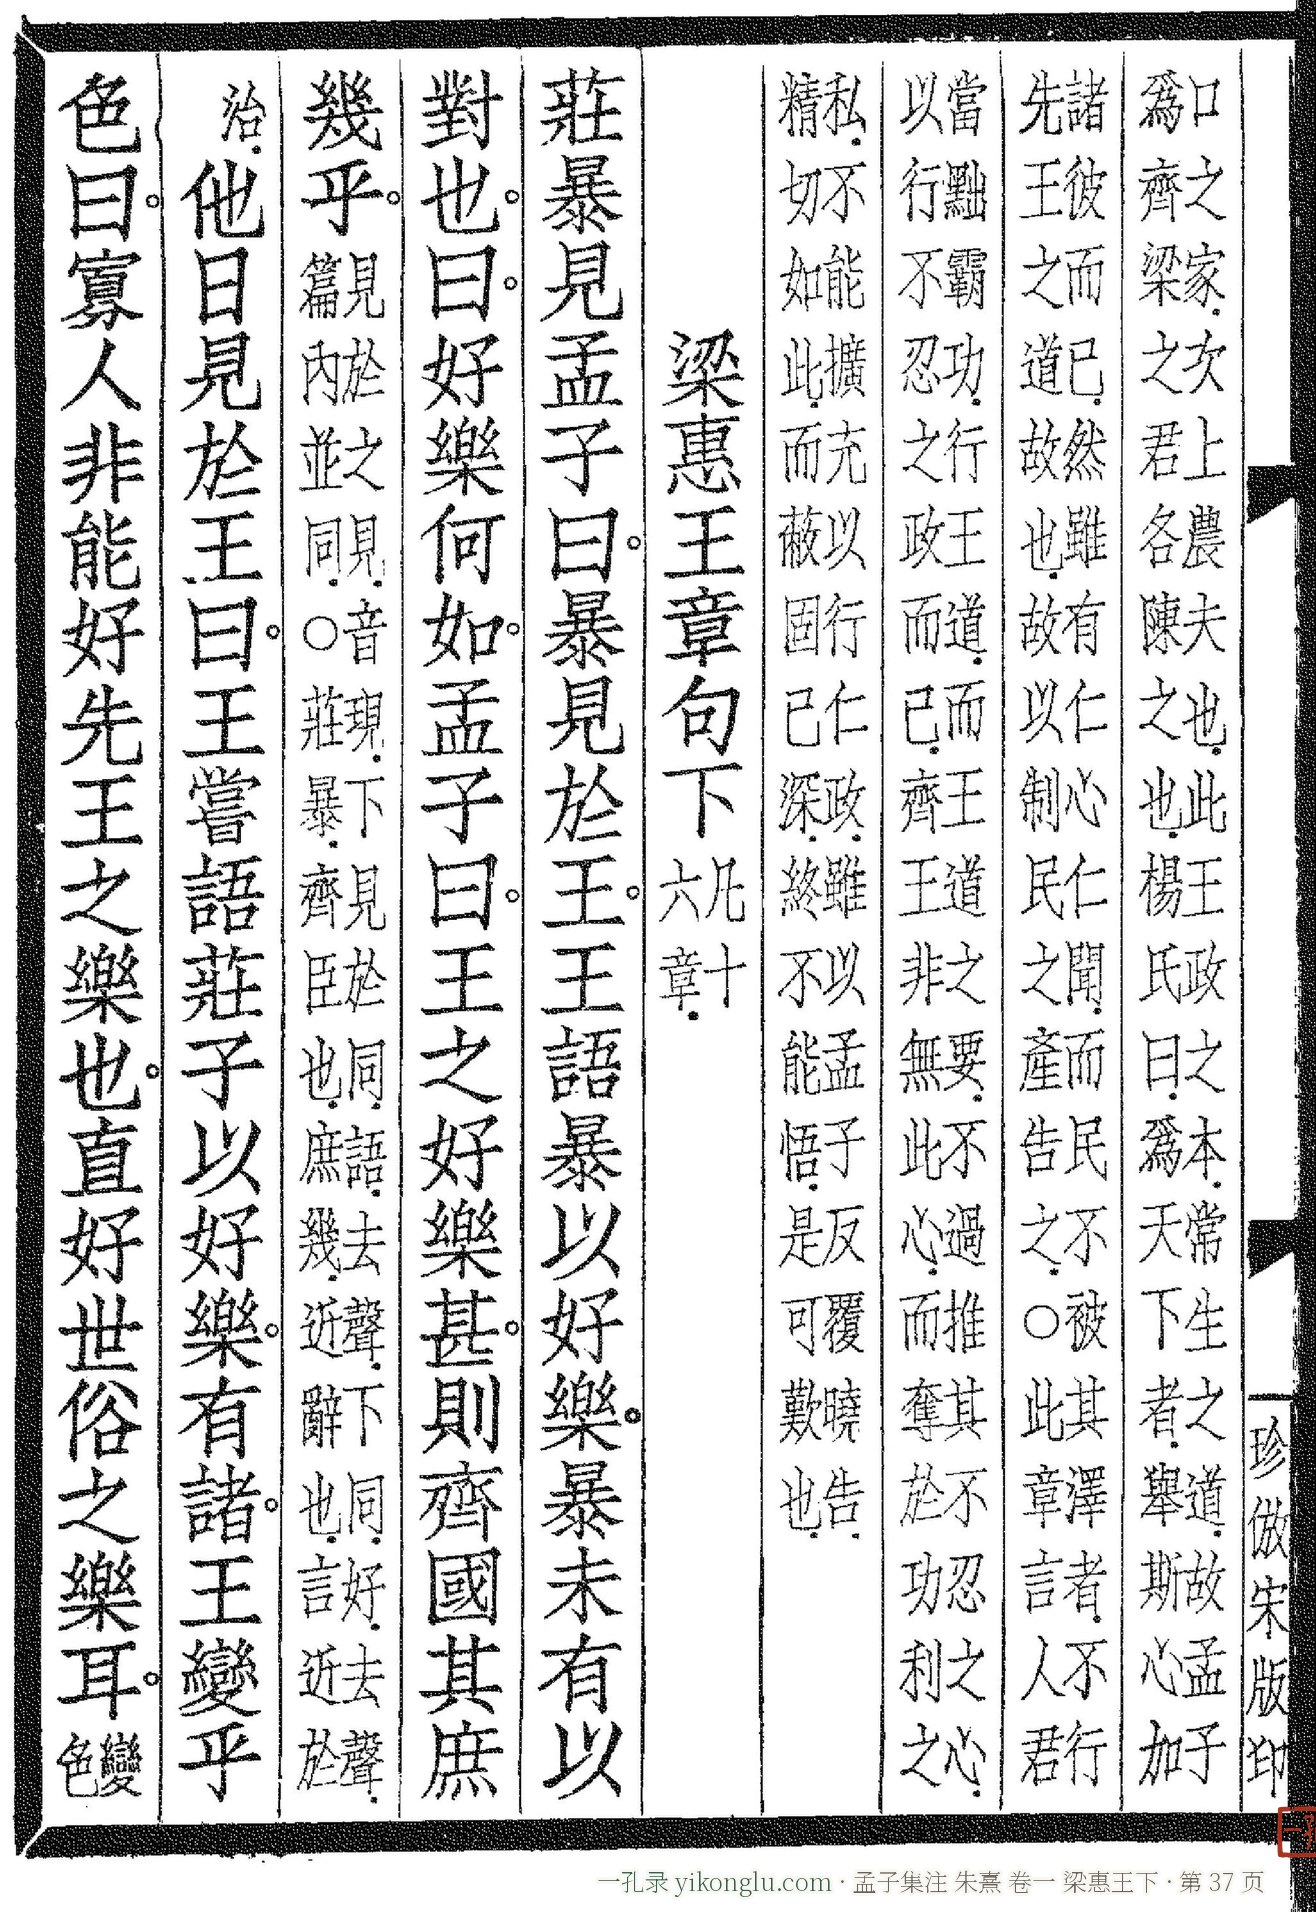 珍倣宋版印
口之家、次上農夫也、此王政之本、常生之道、故孟子
爲齊梁之君各陳之也、楊氏曰、爲天下者、舉斯心加
諸彼而已、然雖有仁心仁聞、而民不被其澤者、不行
先王之道故也、故以制民之產告之、○此章言人君
當黜霸功、行王道、而王道之要、不過推其不忍之心、
以行不忍之政而已、齊王非無此心、而奪於功利之
私、不能擴充以行仁政、雖以孟子反覆曉告、
精切如此、而蔽固已深、終不能悟、是可歎也、
梁惠王章句下凡十六章、
莊暴見孟子曰。暴見於王。王語暴以好樂。暴未有以
對也。曰。好樂何如。孟子曰。王之好樂甚。則齊國其庶
幾乎。見於之見、音現、下見於同、語、去聲、下同、好、去聲、
篇內並同、○莊暴、齊臣也、庶幾、近辭也、言近於
治、他日見於王曰。王嘗語莊子以好樂。有諸。王變乎
色曰。寡人非能好先王之樂也。直好世俗之樂耳。變色
一孔录 yikonglu.com · 孟子集注 朱熹 卷一 梁惠王下 · 第 37 页